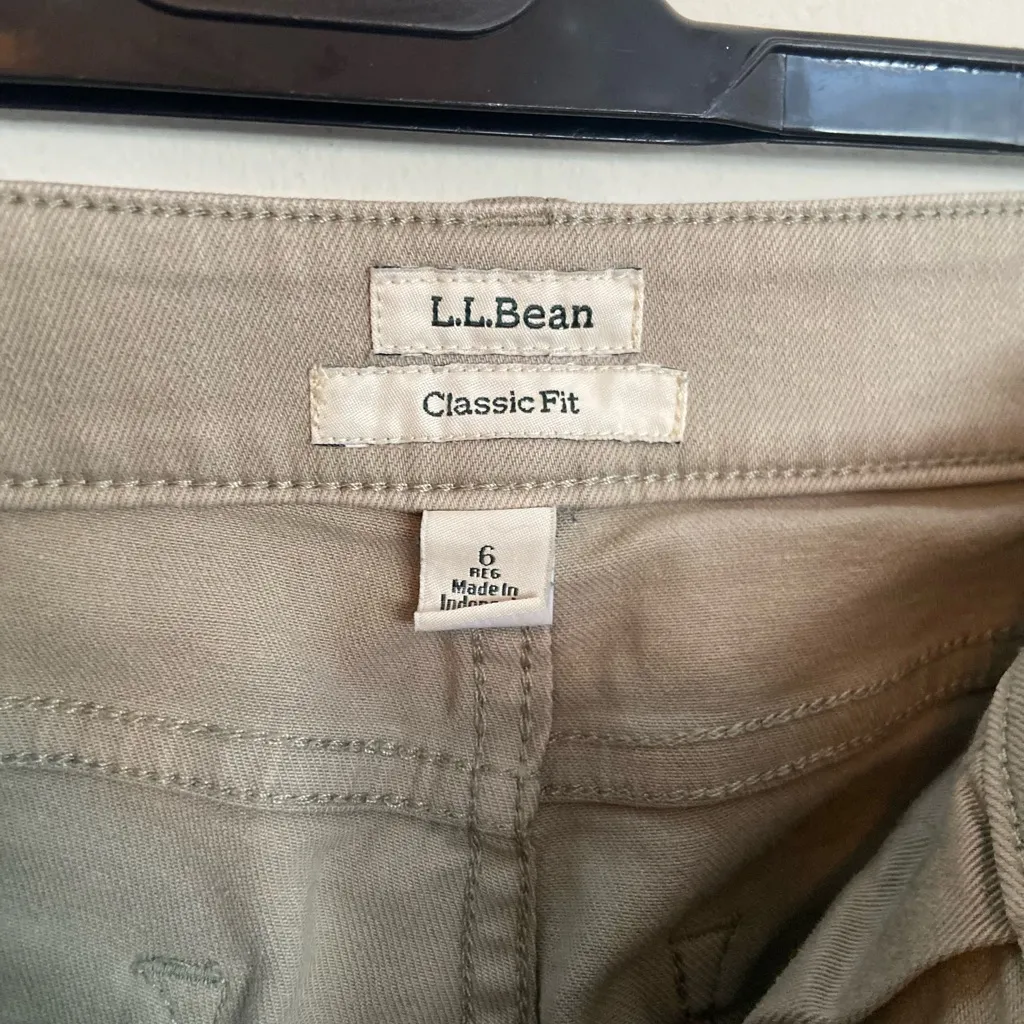 L.L.Bean
Classic Fit
6
REG
Made In